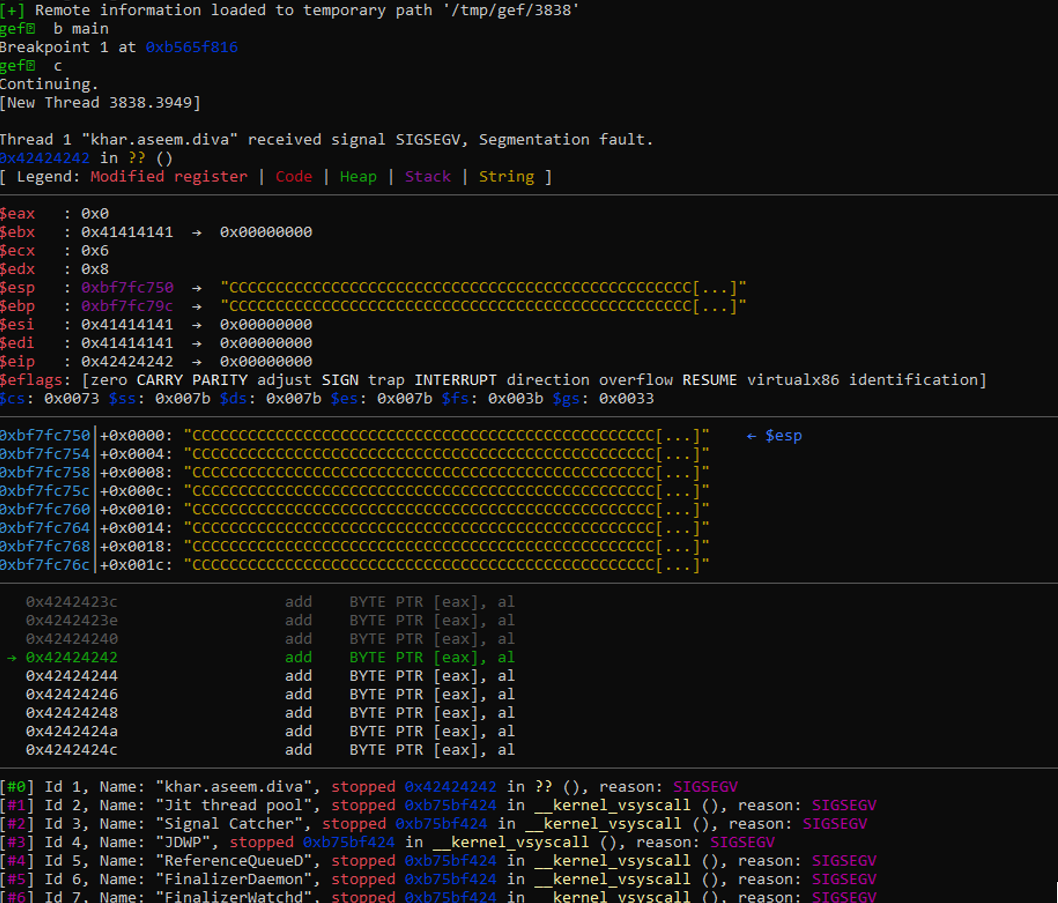 [+] Remote information loaded to temporary path '/tmp/gef/3838'
gef b main
Breakpoint 1 at 0xb565f816
gef c
Continuing.
[New Thread 3838.3949]
Thread 1 "khar.aseem.diva" received signal SIGSEGV, Segmentation fault.
0x42424242 in ?? ()
[ Legend: Modified register | Code | Heap | Stack | String ]
$eax : 0x0
$ebx : 0x41414141 → 0x00000000
$ecx : 0x6
$edx : 0x8
$esp : 0xbf7fc750 → "CCCCCCCCCCCCCCCCCCCCCCCCCCCCCCCCCCCCCCCCCCCCCCCCCC[...]"
$ebp : 0xbf7fc79c → "CCCCCCCCCCCCCCCCCCCCCCCCCCCCCCCCCCCCCCCCCCCCCCCCCC[...]"
$esi : 0x41414141 → 0x00000000
$edi : 0x41414141 → 0x00000000
$eip : 0x42424242 → 0x00000000
$eflags: [zero CARRY PARITY adjust SIGN trap INTERRUPT direction overflow RESUME virtualx86 identification]
$cs: 0x0073 $ss: 0x007b $ds: 0x007b $es: 0x007b $fs: 0x003b $gs: 0x0033
0xbf7fc750│+0x0000: "CCCCCCCCCCCCCCCCCCCCCCCCCCCCCCCCCCCCCCCCCCCCCCCCCC[...]" ← $esp
0xbf7fc754│+0x0004: "CCCCCCCCCCCCCCCCCCCCCCCCCCCCCCCCCCCCCCCCCCCCCCCCCC[...]"
0xbf7fc758│+0x0008: "CCCCCCCCCCCCCCCCCCCCCCCCCCCCCCCCCCCCCCCCCCCCCCCCCC[...]"
0xbf7fc75c│+0x000c: "CCCCCCCCCCCCCCCCCCCCCCCCCCCCCCCCCCCCCCCCCCCCCCCCCC[...]"
0xbf7fc760│+0x0010: "CCCCCCCCCCCCCCCCCCCCCCCCCCCCCCCCCCCCCCCCCCCCCCCCCC[...]"
0xbf7fc764│+0x0014: "CCCCCCCCCCCCCCCCCCCCCCCCCCCCCCCCCCCCCCCCCCCCCCCCCC[...]"
0xbf7fc768│+0x0018: "CCCCCCCCCCCCCCCCCCCCCCCCCCCCCCCCCCCCCCCCCCCCCCCCCC[...]"
0xbf7fc76c│+0x001c: "CCCCCCCCCCCCCCCCCCCCCCCCCCCCCCCCCCCCCCCCCCCCCCCCCC[...]"
0x4242423c add BYTE PTR [eax], al
0x4242423e add BYTE PTR [eax], al
0x42424240 add BYTE PTR [eax], al
→ 0x42424242 add BYTE PTR [eax], al
0x42424244 add BYTE PTR [eax], al
0x42424246 add BYTE PTR [eax], al
0x42424248 add BYTE PTR [eax], al
0x4242424a add BYTE PTR [eax], al
0x4242424c add BYTE PTR [eax], al
[#0] Id 1, Name: "khar.aseem.diva", stopped 0x42424242 in ?? (), reason: SIGSEGV
[#1] Id 2, Name: "Jit thread pool", stopped 0xb75bf424 in __kernel_vsyscall (), reason: SIGSEGV
[#2] Id 3, Name: "Signal Catcher", stopped 0xb75bf424 in __kernel_vsyscall (), reason: SIGSEGV
[#3] Id 4, Name: "JDWP", stopped 0xb75bf424 in __kernel_vsyscall (), reason: SIGSEGV
[#4] Id 5, Name: "ReferenceQueueD", stopped 0xb75bf424 in __kernel_vsyscall (), reason: SIGSEGV
[#5] Id 6, Name: "FinalizerDaemon", stopped 0xb75bf424 in __kernel_vsyscall (), reason: SIGSEGV
[#6] Id 7, Name: "FinalizerWatchd", stopped 0xb75bf424 in __kernel_vsyscall (), reason: SIGSEGV